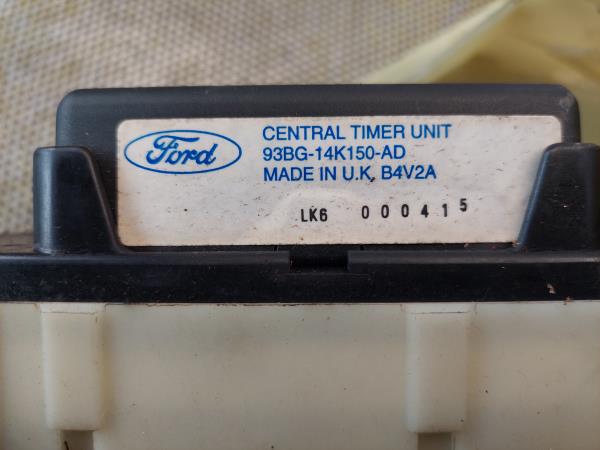 Ford
CENTRAL TIMER UNIT
93BG-14K150-AD
MADE IN U.K. B4V2A
LK6 000415